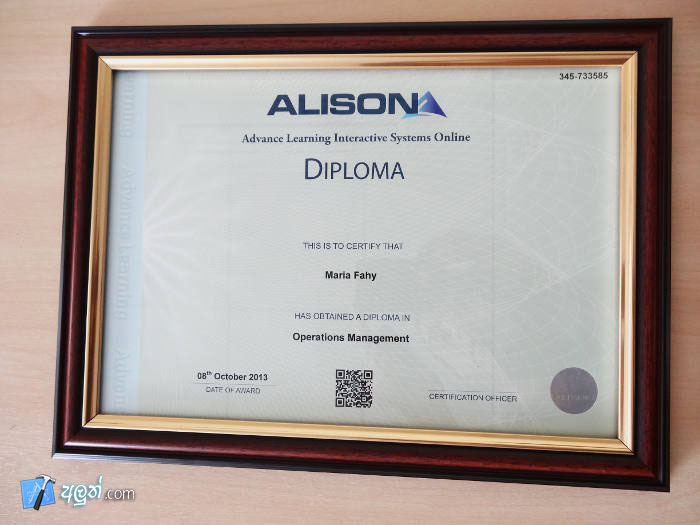 345-733585
ALISON
Advance Learning Interactive Systems Online
DIPLOMA
THIS IS TO CERTIFY THAT
Maria Fahy
HAS OBTAINED A DIPLOMA IN
Operations Management
08th October 2013
DATE OF AWARD
CERTIFICATION OFFICER
අලුත්.com